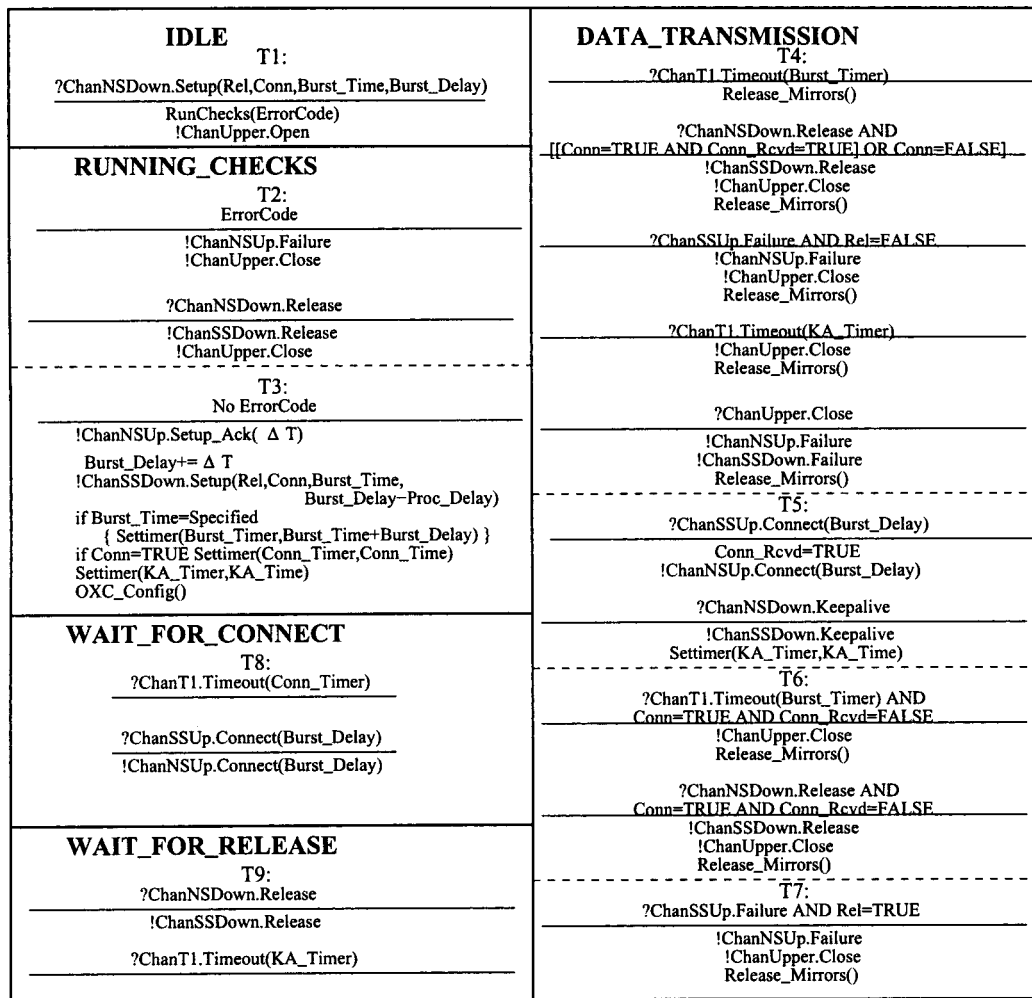 IDLE
T1:
?ChanNSDown.Setup(Rel,Conn,Burst_Time,Burst_Delay)
RunChecks(ErrorCode)
!ChanUpper.Open
RUNNING_CHECKS
T2:
ErrorCode
!ChanNSUp.Failure
!ChanUpper.Close
?ChanNSDown.Release
!ChanSSDown.Release
!ChanUpper.Close
T3:
No ErrorCode
!ChanNSUp.Setup_Ack( Δ T)
Burst_Delay+= Δ T
!ChanSSDown.Setup(Rel,Conn,Burst_Time,
Burst_Delay−Proc_Delay)
if Burst_Time=Specified
{ Settimer(Burst_Timer,Burst_Time+Burst_Delay) }
if Conn=TRUE Settimer(Conn_Timer,Conn_Time)
Settimer(KA_Timer,KA_Time)
OXC_Config()
WAIT_FOR_CONNECT
T8:
?ChanT1.Timeout(Conn_Timer)
?ChanSSUp.Connect(Burst_Delay)
!ChanNSUp.Connect(Burst_Delay)
WAIT_FOR_RELEASE
T9:
?ChanNSDown.Release
!ChanSSDown.Release
?ChanT1.Timeout(KA_Timer)
DATA_TRANSMISSION
T4:
?ChanT1.Timeout(Burst_Timer)
Release_Mirrors()
?ChanNSDown.Release AND
[[Conn=TRUE AND Conn_Rcvd=TRUE] OR Conn=FALSE]
!ChanSSDown.Release
!ChanUpper.Close
Release_Mirrors()
?ChanSSUp.Failure AND Rel=FALSE
!ChanNSUp.Failure
!ChanUpper.Close
Release_Mirrors()
?ChanT1.Timeout(KA_Timer)
!ChanUpper.Close
Release_Mirrors()
?ChanUpper.Close
!ChanNSUp.Failure
!ChanSSDown.Failure
Release_Mirrors()
T5:
?ChanSSUp.Connect(Burst_Delay)
Conn_Rcvd=TRUE
!ChanNSUp.Connect(Burst_Delay)
?ChanNSDown.Keepalive
!ChanSSDown.Keepalive
Settimer(KA_Timer,KA_Time)
T6:
?ChanT1.Timeout(Burst_Timer) AND
Conn=TRUE AND Conn_Rcvd=FALSE
!ChanUpper.Close
Release_Mirrors()
?ChanNSDown.Release AND
Conn=TRUE AND Conn_Rcvd=FALSE
!ChanSSDown.Release
!ChanUpper.Close
Release_Mirrors()
T7:
?ChanSSUp.Failure AND Rel=TRUE
!ChanNSUp.Failure
!ChanUpper.Close
Release_Mirrors()